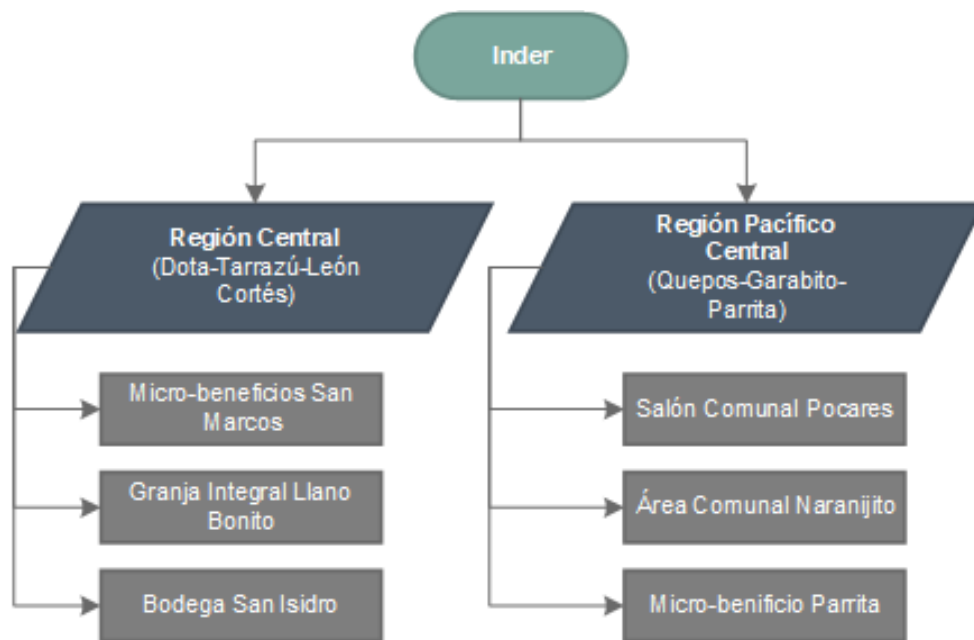 Inder
Región Central
(Dota-Tarrazú-León
Cortés)
Región Pacífico
Central
(Quepos-Garabito-
Parrita)
Micro-beneficios San
Marcos
Granja Integral Llano
Bonito
Bodega San Isidro
Salón Comunal Pocares
Área Comunal Naranijito
Micro-benificio Parrita